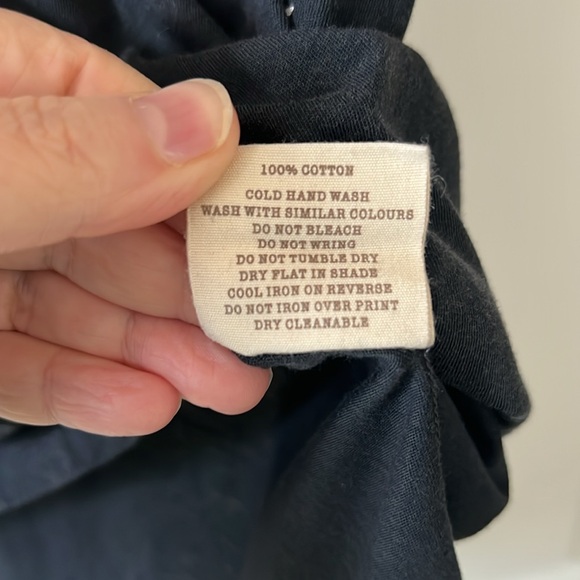 100% COTTON
COLD HAND WASH
WASH WITH SIMILAR COLOURS
DO NOT BLEACH
DO NOT WRING
DO NOT TUMBLE DRY
DRY FLAT IN SHADE
COOL IRON ON REVERSE
DO NOT IRON OVER PRINT
DRY CLEANABLE